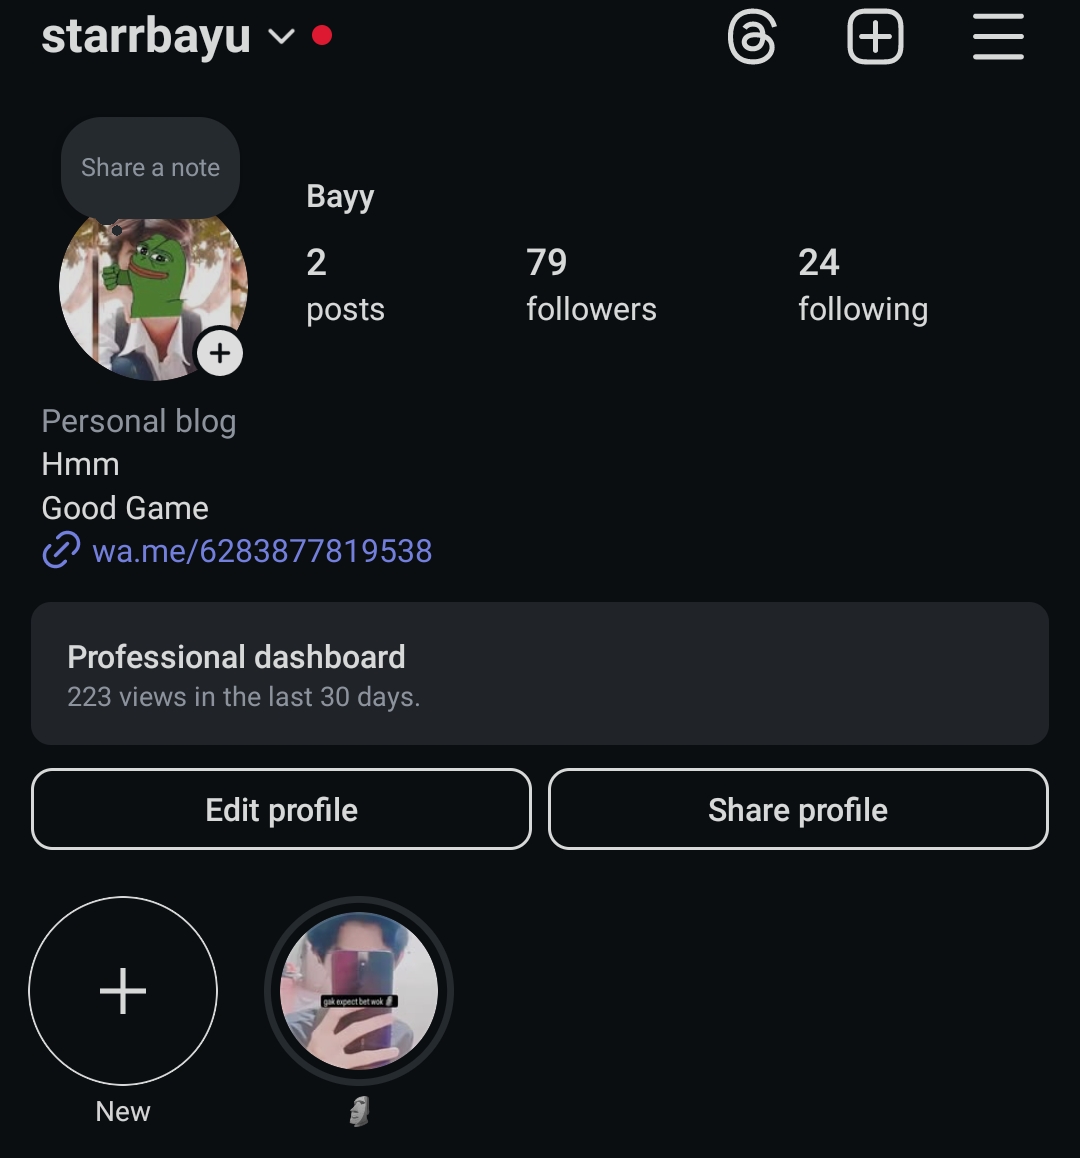 starrbayu
Share a note
Bayy
2 79 24
posts followers following
Personal blog
Hmm
Good Game
wa.me/6283877819538
Professional dashboard
223 views in the last 30 days.
Edit profile Share profile
gak expect bet wok 🗿
New 🗿